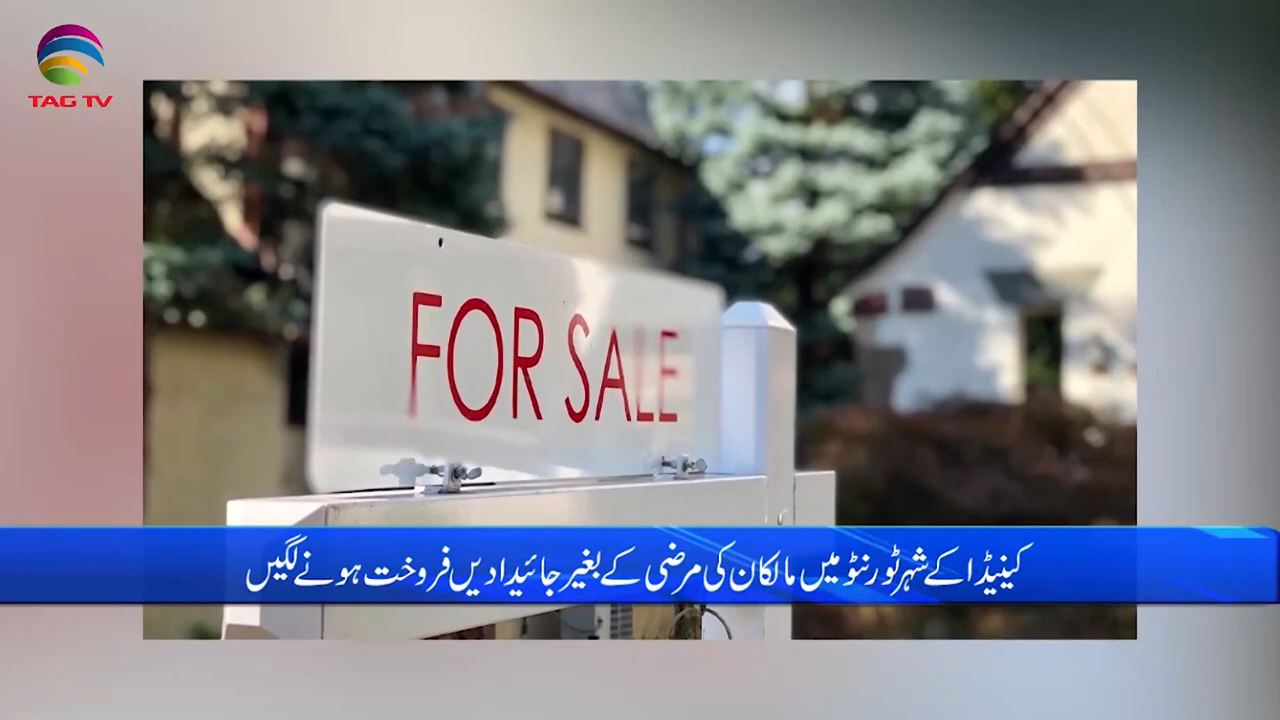 TAG TV
FOR SALE
کینیڈا کے شہر ٹورنٹو میں مالکان کی مرضی کے بغیر جائیدادیں فروخت ہونے لگیں